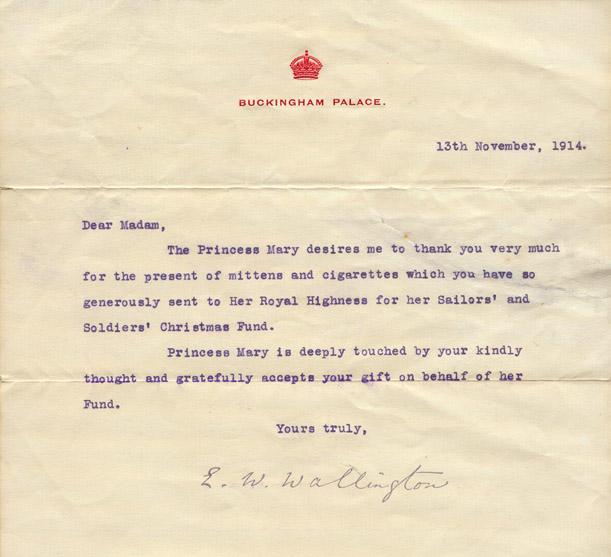 BUCKINGHAM PALACE.
13th November, 1914.
Dear Madam,
The Princess Mary desires me to thank you very much
for the present of mittens and cigarettes which you have so
generously sent to Her Royal Highness for her Sailors' and
Soldiers' Christmas Fund.
Princess Mary is deeply touched by your kindly
thought and gratefully accepts your gift on behalf of her
Fund.
Yours truly,
E. W. Wallington